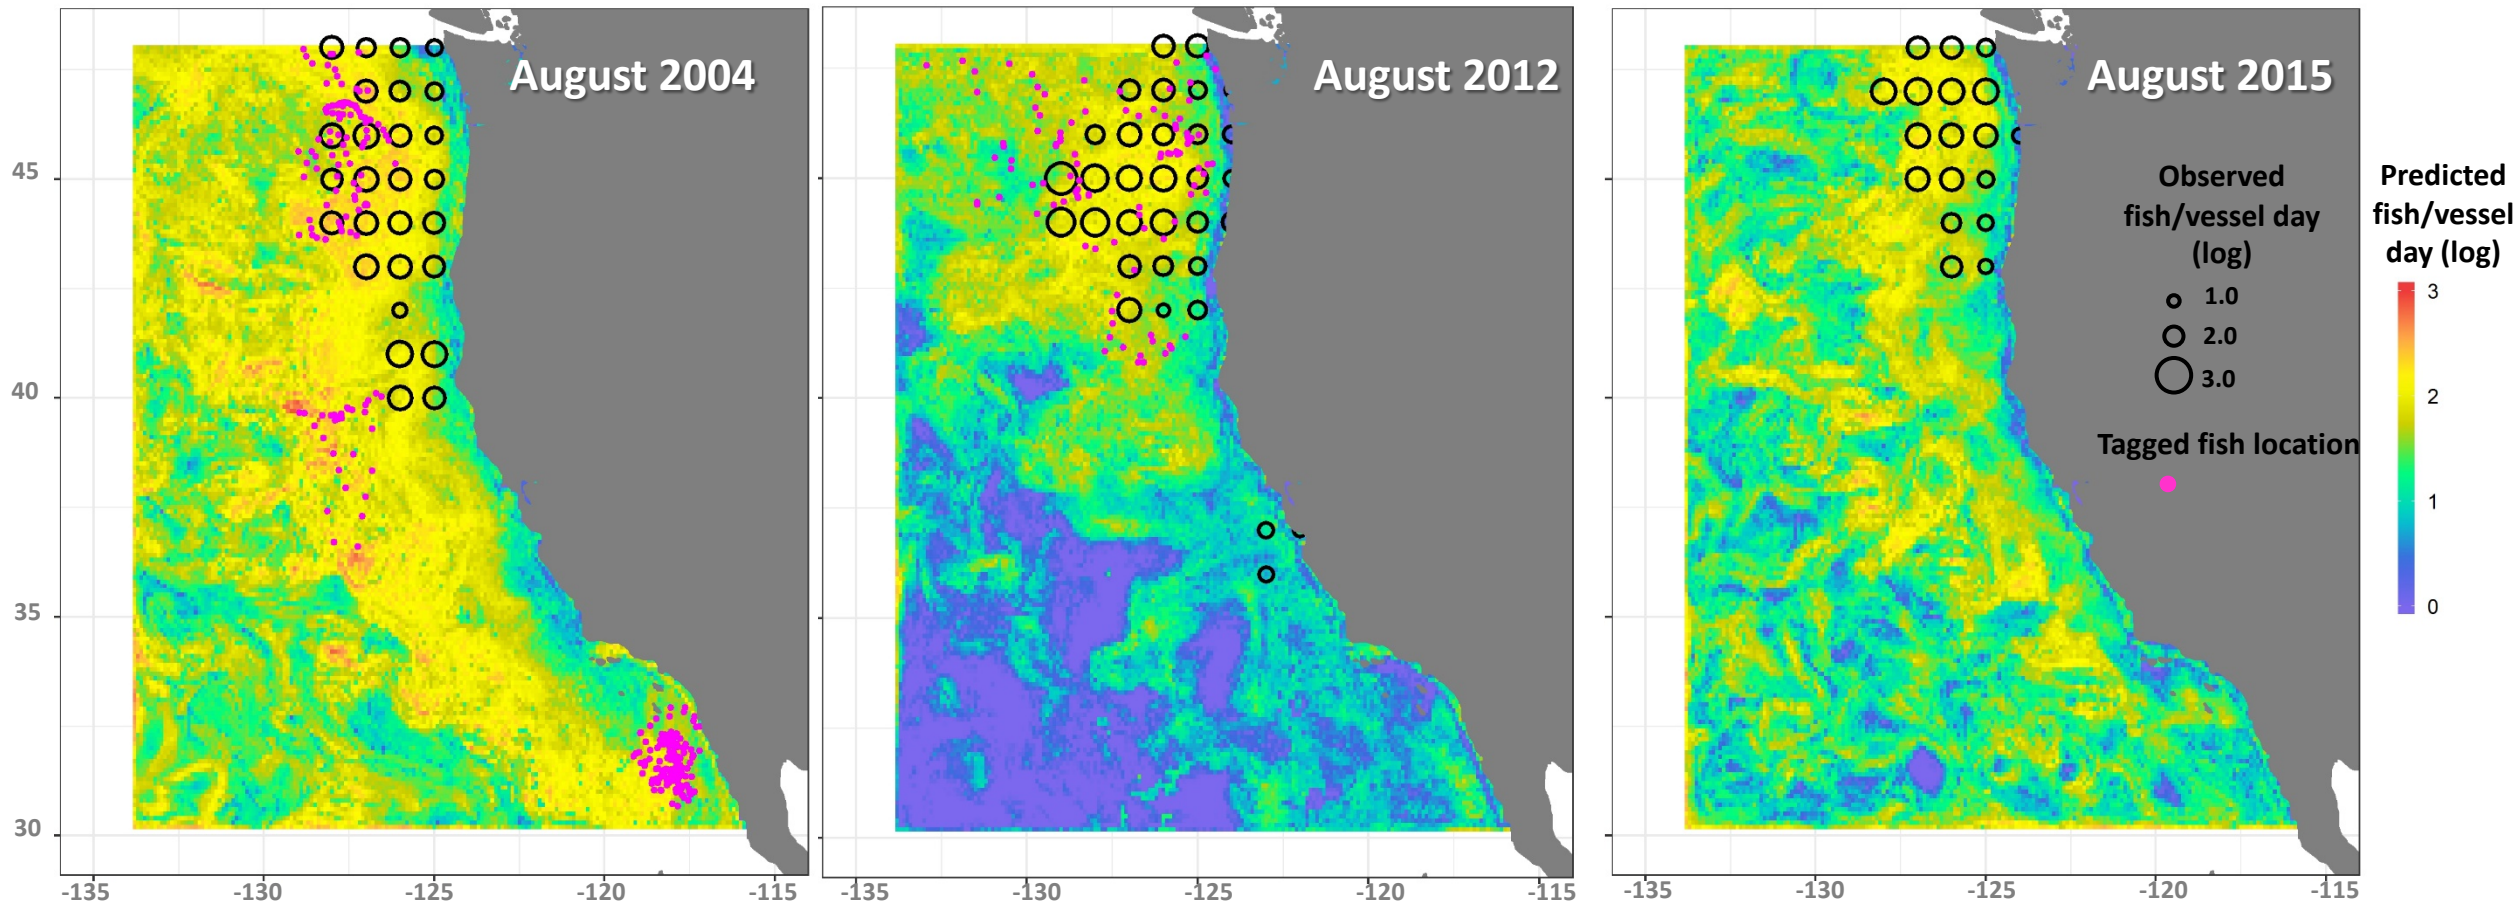 August 2004
August 2012
August 2015
45
40
35
30
Observed
fish/vessel day
(log)
1.0
2.0
3.0
Tagged fish location
Predicted
fish/vessel
day (log)
3
2
1
0
-135 -130 -125 -120 -115
-135 -130 -125 -120 -115
-135 -130 -125 -120 -115